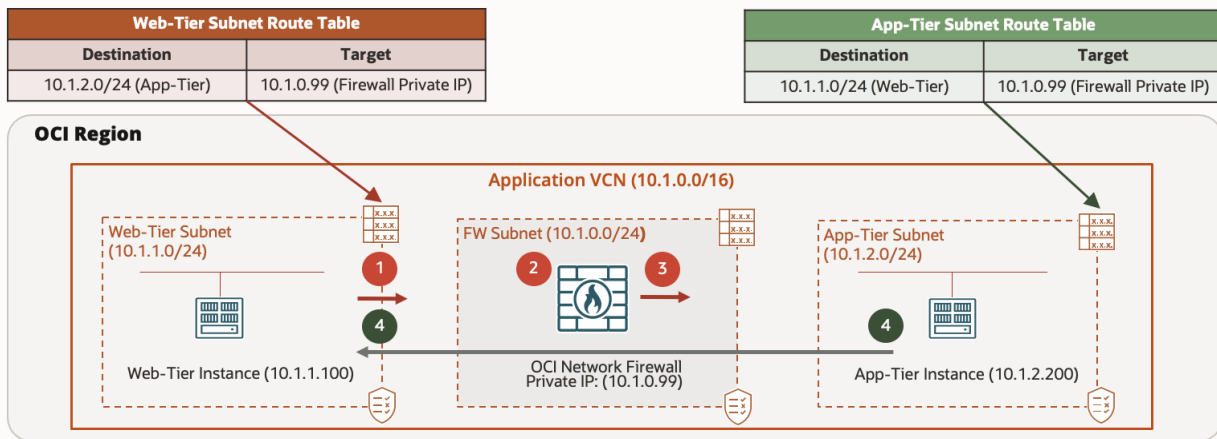 Web-Tier Subnet Route Table
Destination Target
10.1.2.0/24 (App-Tier) 10.1.0.99 (Firewall Private IP)
App-Tier Subnet Route Table
Destination Target
10.1.1.0/24 (Web-Tier) 10.1.0.99 (Firewall Private IP)
OCI Region
Application VCN (10.1.0.0/16)
Web-Tier Subnet
(10.1.1.0/24)
x.x.x.
x.x.x.
x.x.x.
1
4
Web-Tier Instance (10.1.1.100)
FW Subnet (10.1.0.0/24)
x.x.x.
x.x.x.
x.x.x.
2
3
OCI Network Firewall
Private IP: (10.1.0.99)
App-Tier Subnet
(10.1.2.0/24)
x.x.x.
x.x.x.
x.x.x.
4
App-Tier Instance (10.1.2.200)